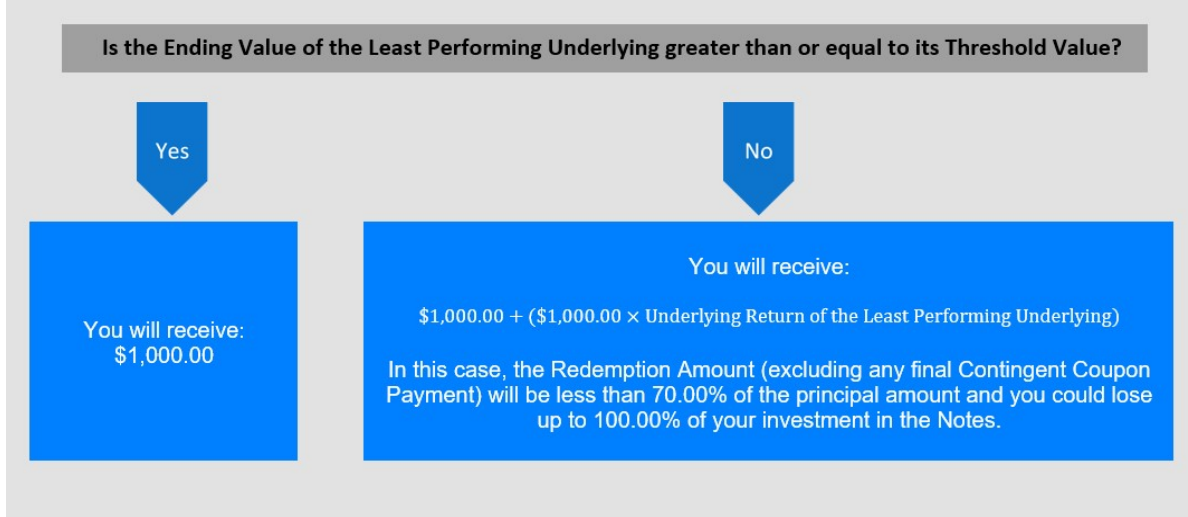 Is the Ending Value of the Least Performing Underlying greater than or equal to its Threshold Value?
Yes
No
You will receive:
$1,000.00
You will receive:
$1,000.00 + ($1,000.00 × Underlying Return of the Least Performing Underlying)
In this case, the Redemption Amount (excluding any final Contingent Coupon
Payment) will be less than 70.00% of the principal amount and you could lose
up to 100.00% of your investment in the Notes.